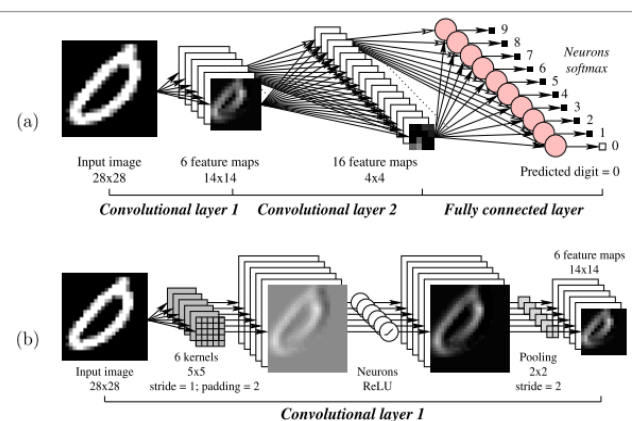 (a)
Input image
28x28
6 feature maps
14x14
16 feature maps
4x4
9
8
7
6
5
4
3
2
1
0
Neurons
softmax
Predicted digit = 0
Convolutional layer 1
Convolutional layer 2
Fully connected layer
(b)
Input image
28x28
6 kernels
5x5
stride = 1; padding = 2
Neurons
ReLU
Pooling
2x2
stride = 2
6 feature maps
14x14
Convolutional layer 1